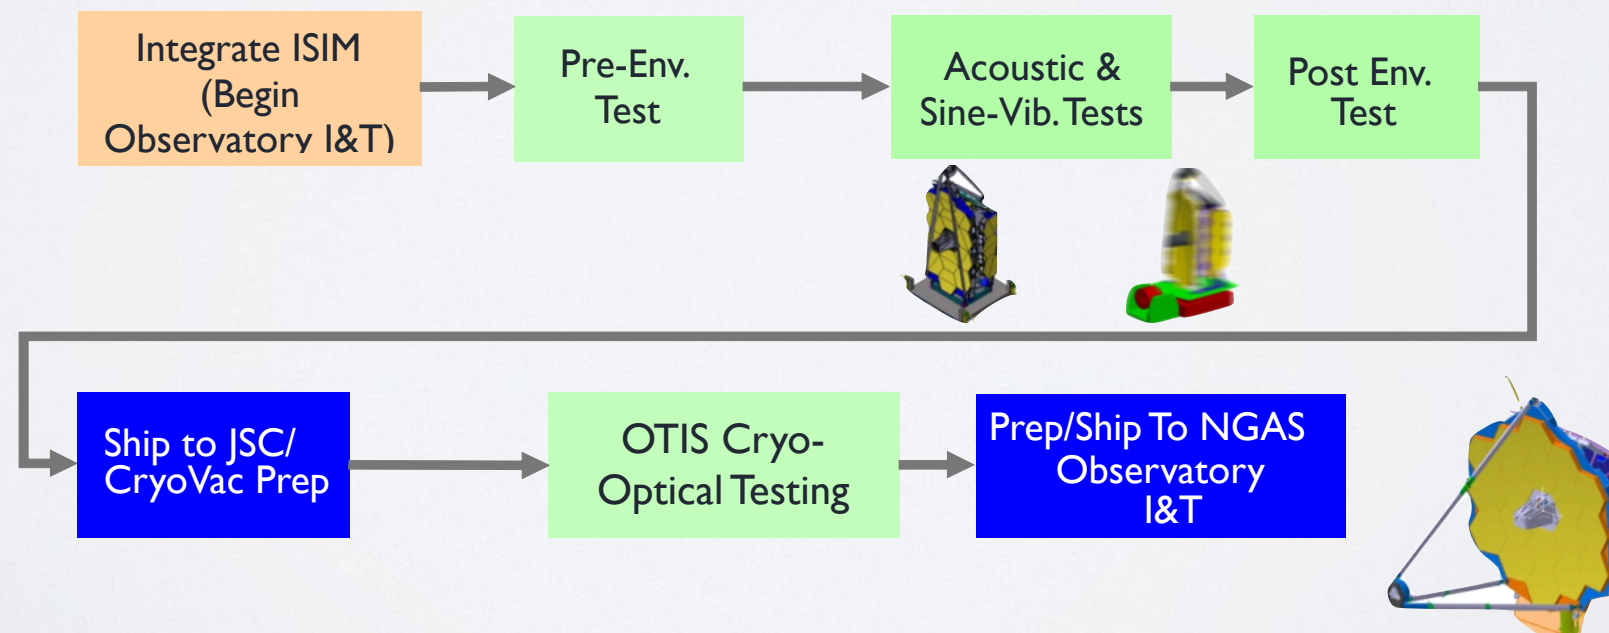 Integrate ISIM
(Begin
Observatory I&T)
Pre-Env.
Test
Acoustic &
Sine-Vib. Tests
Post Env.
Test
Ship to JSC/
CryoVac Prep
OTIS Cryo-
Optical Testing
Prep/Ship To NGAS
Observatory
I&T